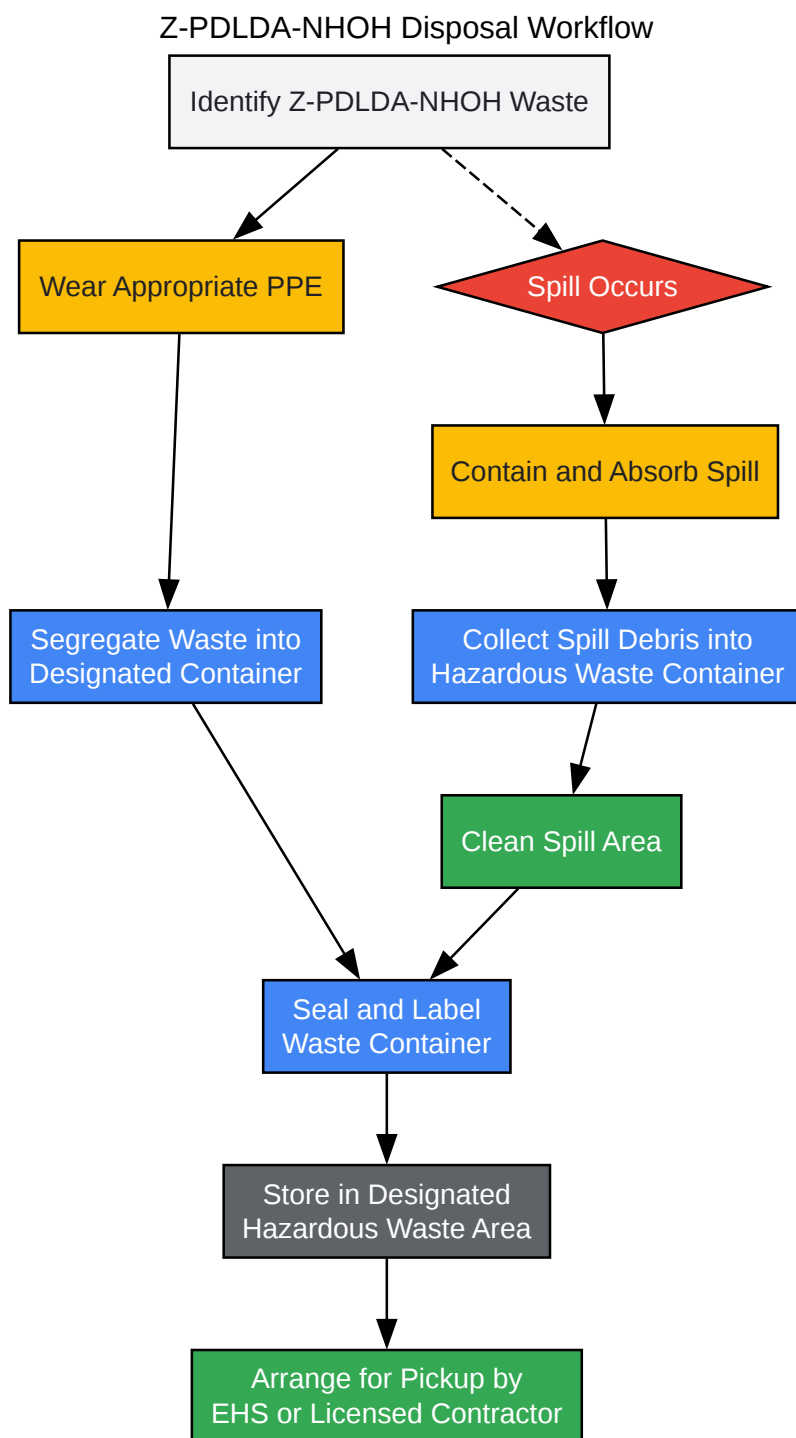 Z-PDLDA-NHOH Disposal Workflow
Identify Z-PDLDA-NHOH Waste
Wear Appropriate PPE
Spill Occurs
Contain and Absorb Spill
Segregate Waste into
Designated Container
Collect Spill Debris into
Hazardous Waste Container
Clean Spill Area
Seal and Label
Waste Container
Store in Designated
Hazardous Waste Area
Arrange for Pickup by
EHS or Licensed Contractor